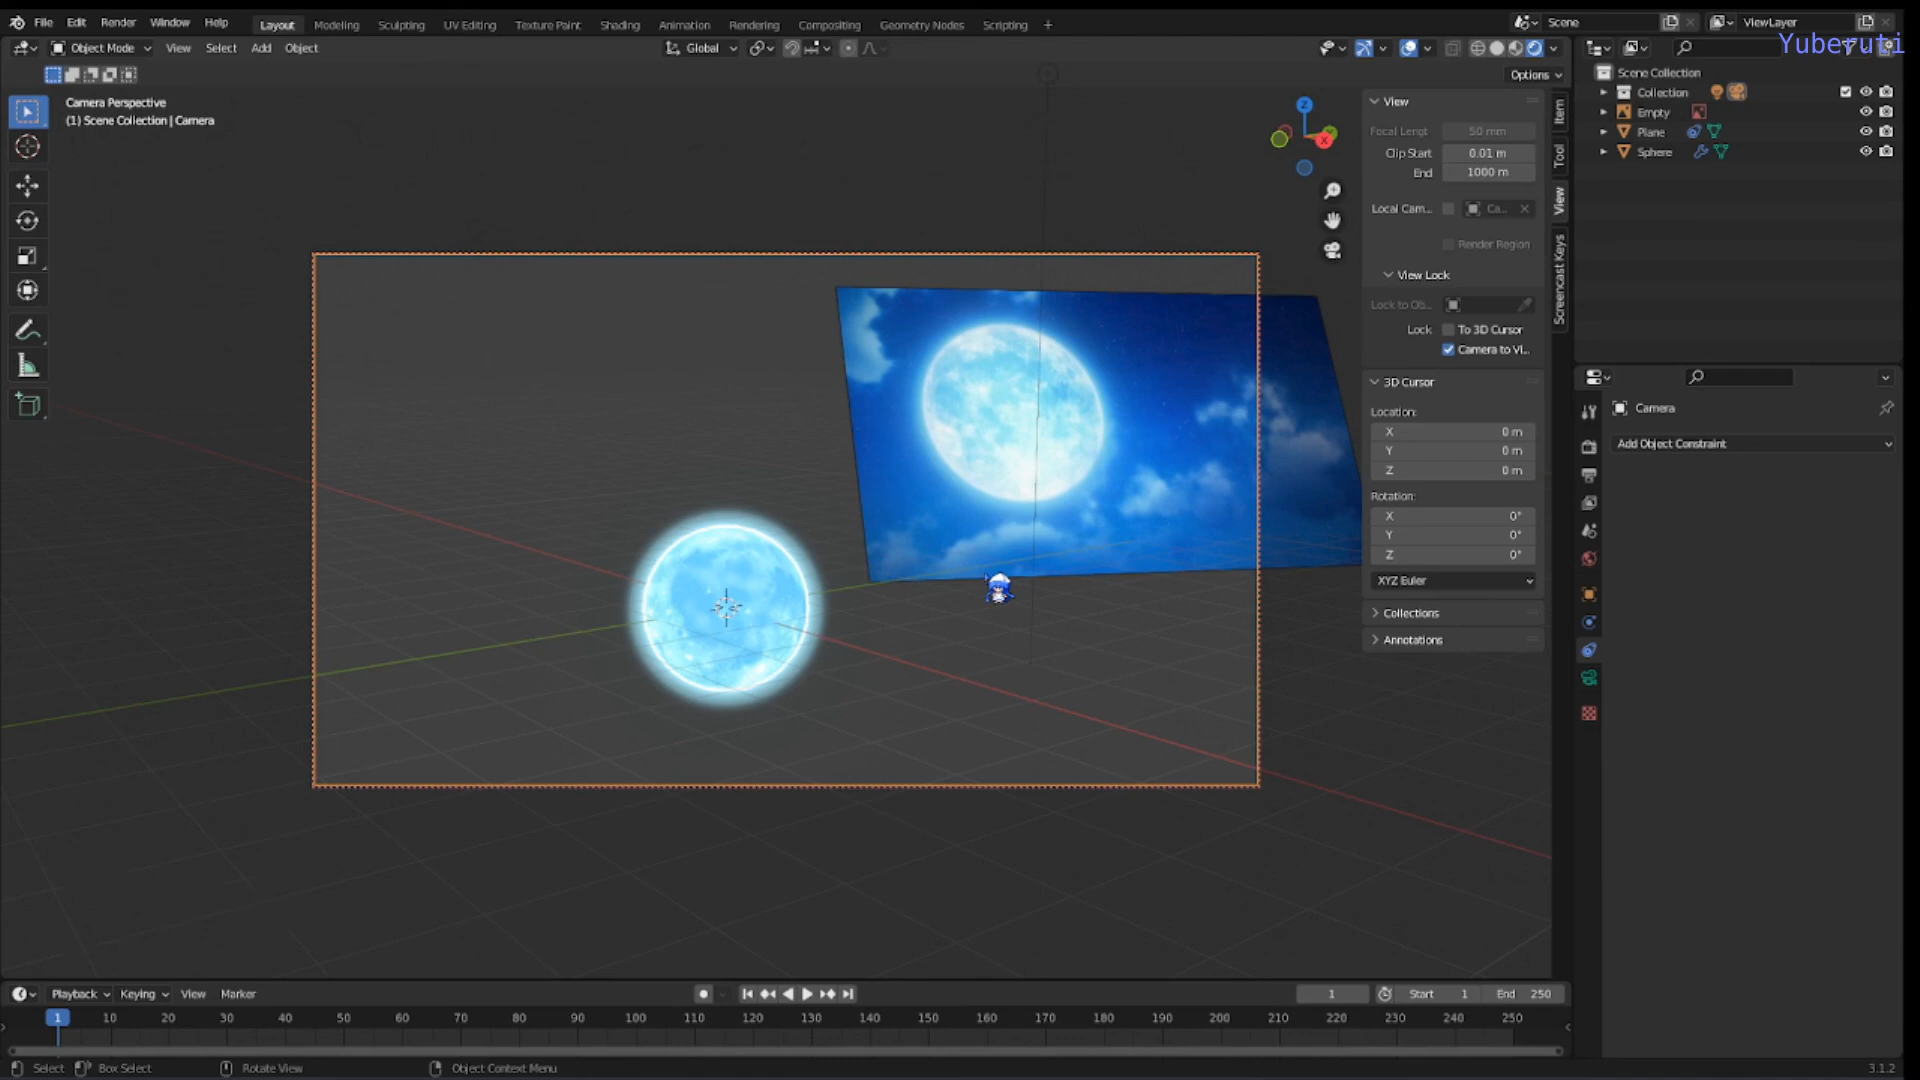 File Edit Render Window Help Layout Modeling Sculpting UV Editing Texture Paint Shading Animation Rendering Compositing Geometry Nodes Scripting + Scene ViewLayer
Yuberuti
Object Mode View Select Add Object Global
Options
Camera Perspective
(1) Scene Collection | Camera
Z
X
View
Focal Lengt 50 mm
Clip Start 0.01 m
End 1000 m
Local Cam... Ca...
Render Region
View Lock
Lock to Ob...
Lock To 3D Cursor
Camera to Vi...
3D Cursor
Location:
X 0 m
Y 0 m
Z 0 m
Rotation:
X 0°
Y 0°
Z 0°
XYZ Euler
Collections
Annotations
Item
Tool
View
Screencast Keys
Scene Collection
Collection
Empty
Plane
Sphere
Camera
Add Object Constraint
Playback Keying View Marker 1 Start 1 End 250
1 10 20 30 40 50 60 70 80 90 100 110 120 130 140 150 160 170 180 190 200 210 220 230 240 250
Select Box Select Rotate View Object Context Menu 3.1.2